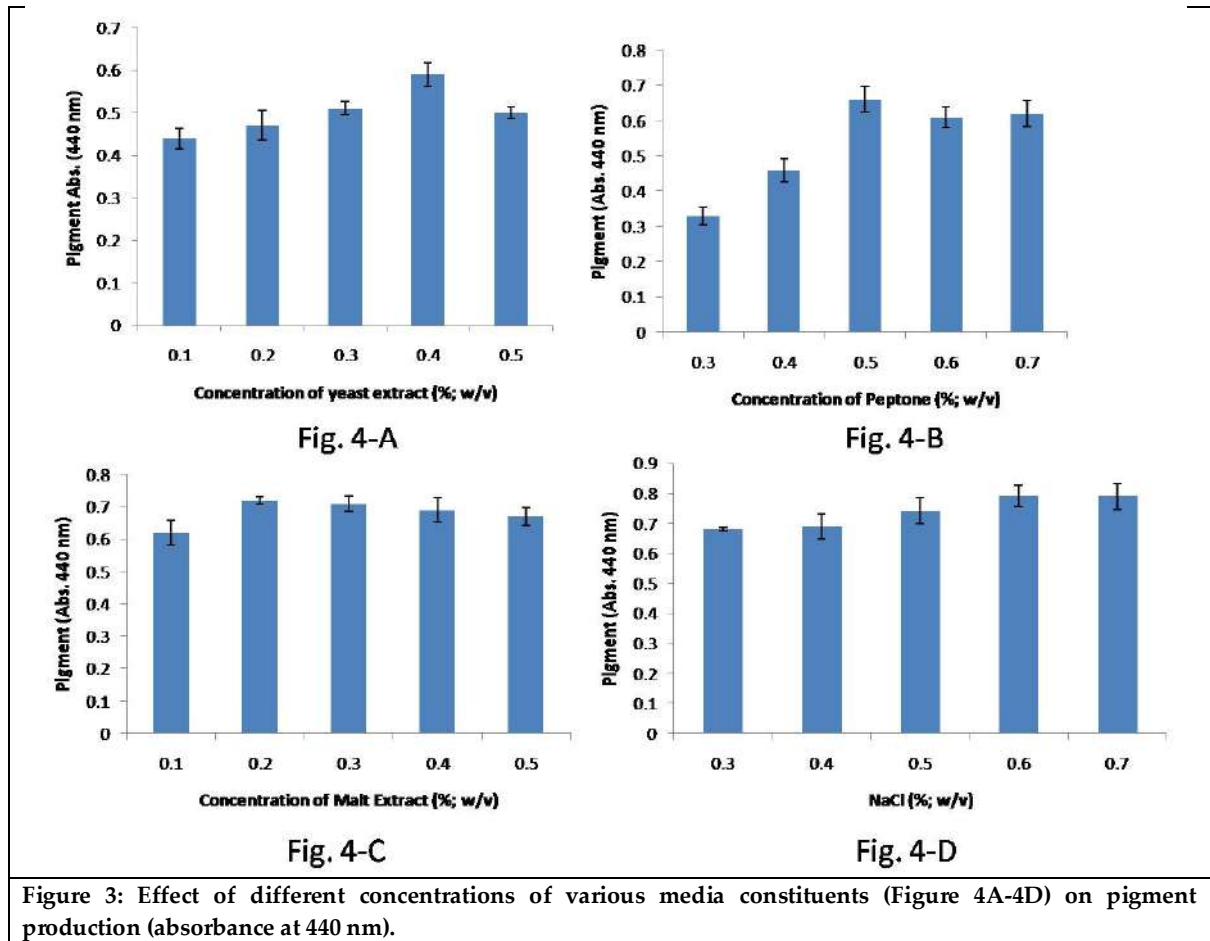 0.7
0.6
0.5
0.4
0.3
0.2
0.1
0
Pigment Abs. (440 nm)
0.1 0.2 0.3 0.4 0.5
Concentration of yeast extract (%; w/v)
Fig. 4-A
0.8
0.7
0.6
0.5
0.4
0.3
0.2
0.1
0
Pigment (Abs. 440 nm)
0.3 0.4 0.5 0.6 0.7
Concentration of Peptone (%; w/v)
Fig. 4-B
0.8
0.7
0.6
0.5
0.4
0.3
0.2
0.1
0
Pigment (Abs. 440 nm)
0.1 0.2 0.3 0.4 0.5
Concentration of Malt Extract (%; w/v)
Fig. 4-C
0.9
0.8
0.7
0.6
0.5
0.4
0.3
0.2
0.1
0
Pigment (Abs. 440 nm)
0.3 0.4 0.5 0.6 0.7
NaCl (%; w/v)
Fig. 4-D
Figure 3: Effect of different concentrations of various media constituents (Figure 4A-4D) on pigment
production (absorbance at 440 nm).